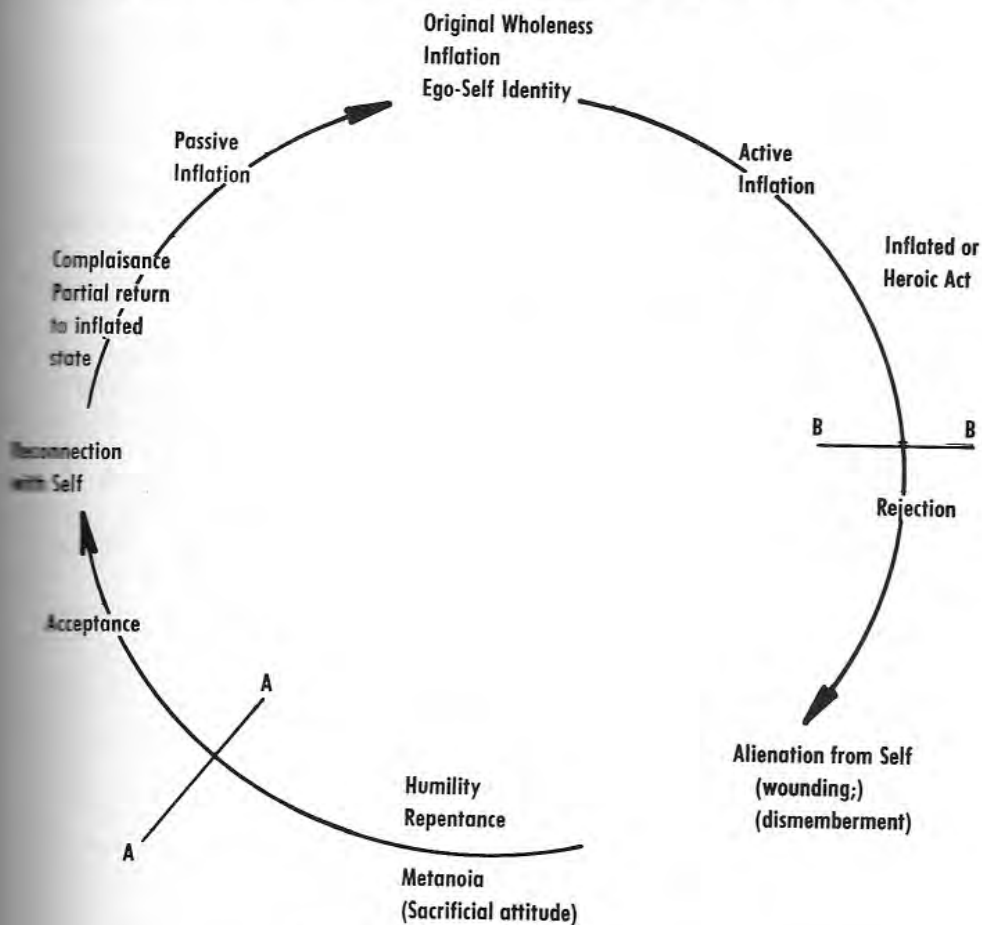 Original Wholeness
Inflation
Ego-Self Identity
Passive
Inflation
Active
Inflation
Inflated or
Heroic Act
Complaisance
Partial return
to inflated
state
B
B
with Self
Rejection
Acceptance
A
A
Alienation from Self
(wounding;)
(dismemberment)
Humility
Repentance
Metanoia
(Sacrificial attitude)